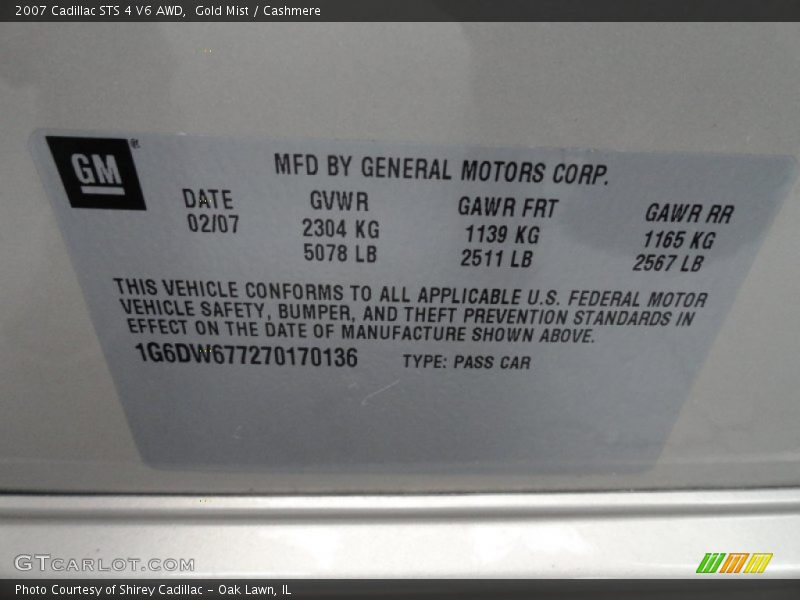 2007 Cadillac STS 4 V6 AWD,  Gold Mist / Cashmere
GM®
MFD BY GENERAL MOTORS CORP.
DATE GVWR GAWR FRT GAWR RR
02/07 2304 KG 1139 KG 1165 KG
5078 LB 2511 LB 2567 LB
THIS VEHICLE CONFORMS TO ALL APPLICABLE U.S. FEDERAL MOTOR
VEHICLE SAFETY, BUMPER, AND THEFT PREVENTION STANDARDS IN
EFFECT ON THE DATE OF MANUFACTURE SHOWN ABOVE.
1G6DW677270170136 TYPE: PASS CAR
GTCARLOT.COM
Photo Courtesy of Shirey Cadillac - Oak Lawn, IL